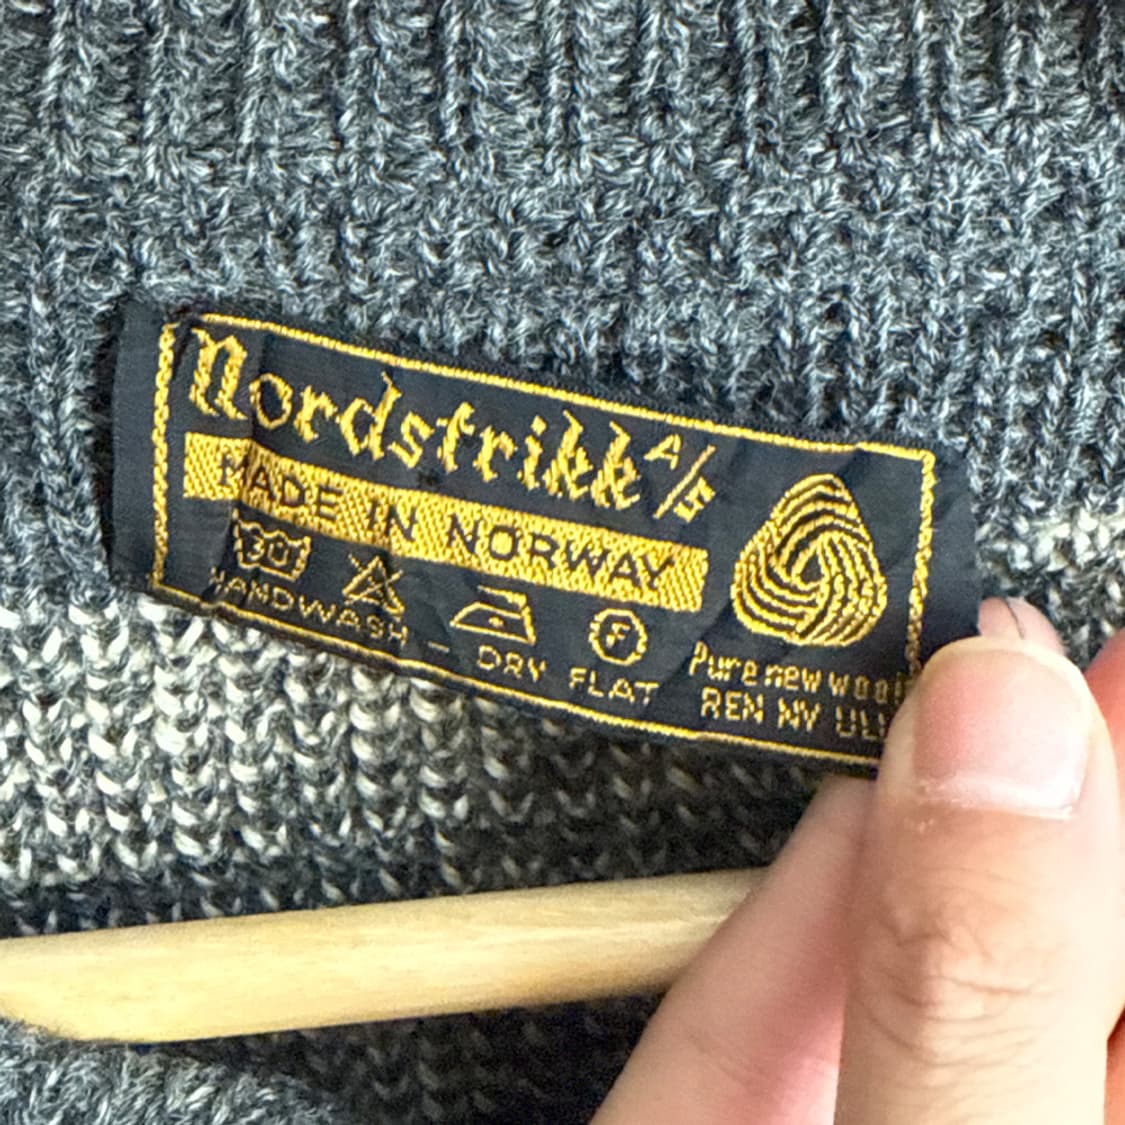 Nordstrikk A/S
MADE IN NORWAY
30 F
HANDWASH – DRY FLAT
Pure new wool
REN NY ULL